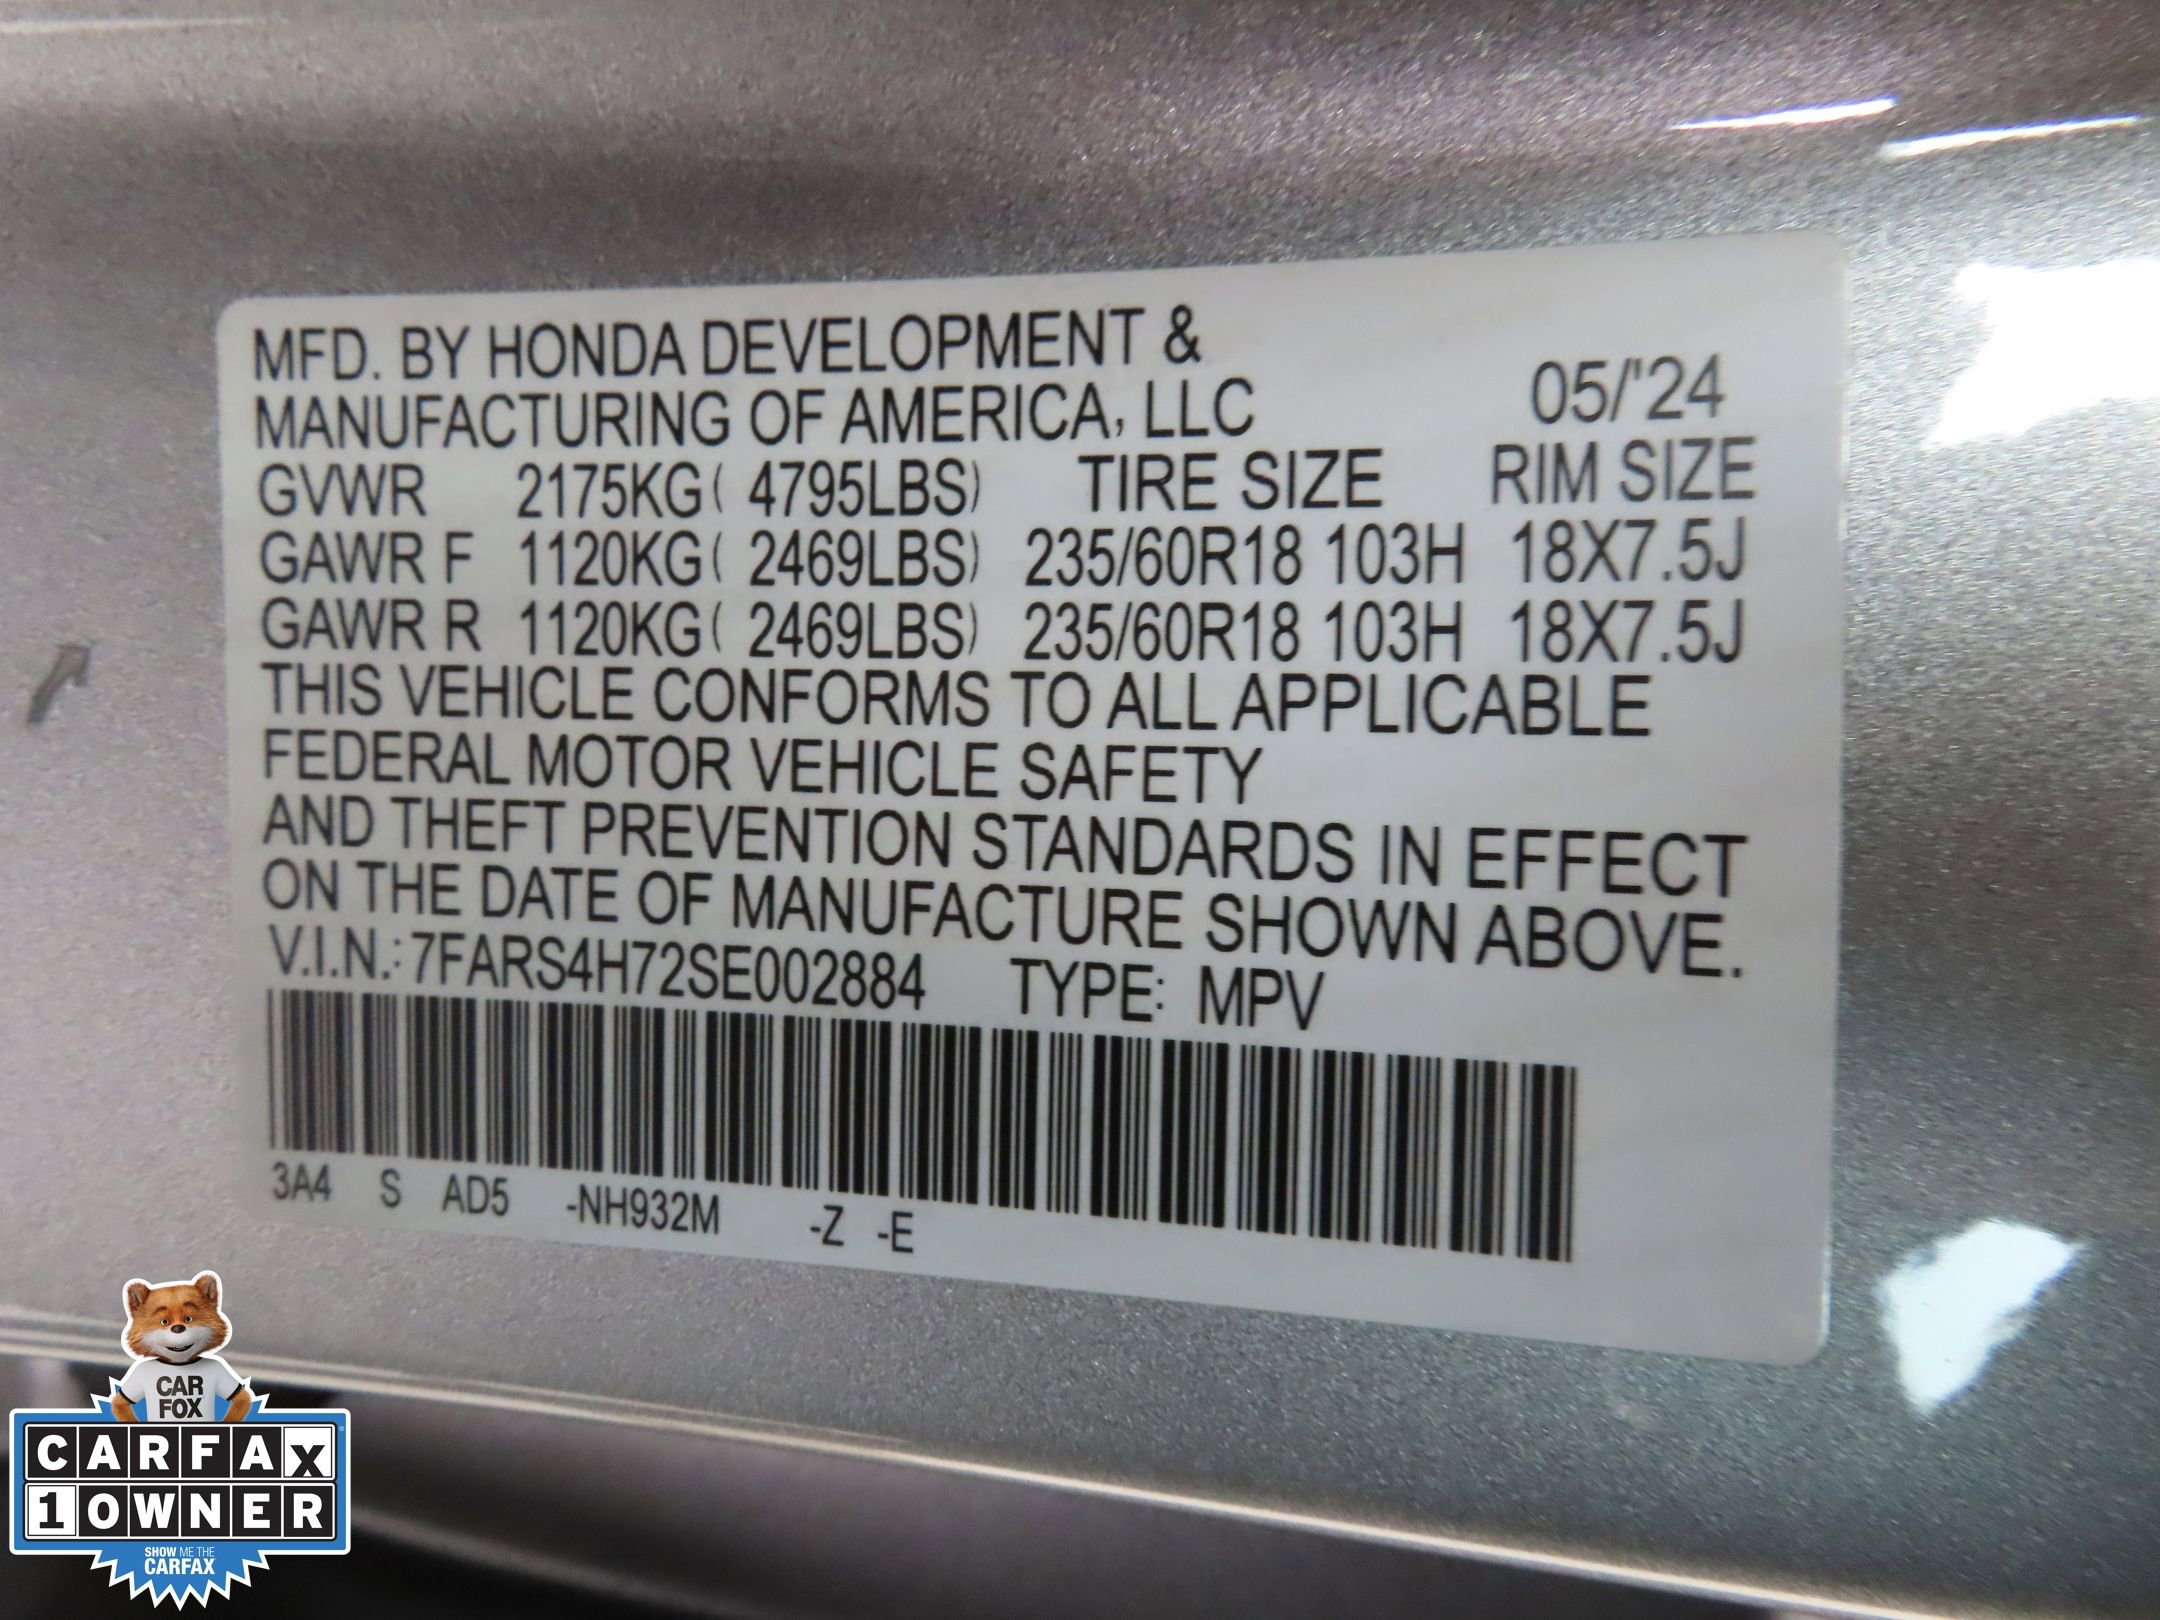 MFD. BY HONDA DEVELOPMENT &
MANUFACTURING OF AMERICA, LLC 05/'24
GVWR 2175KG( 4795LBS) TIRE SIZE RIM SIZE
GAWR F 1120KG( 2469LBS) 235/60R18 103H 18X7.5J
GAWR R 1120KG( 2469LBS) 235/60R18 103H 18X7.5J
THIS VEHICLE CONFORMS TO ALL APPLICABLE
FEDERAL MOTOR VEHICLE SAFETY
AND THEFT PREVENTION STANDARDS IN EFFECT
ON THE DATE OF MANUFACTURE SHOWN ABOVE.
V.I.N.: 7FARS4H72SE002884 TYPE: MPV
3A4 S AD5 -NH932M -Z -E
CAR
FOX
CARFAX
1 OWNER
SHOW ME THE
CARFAX